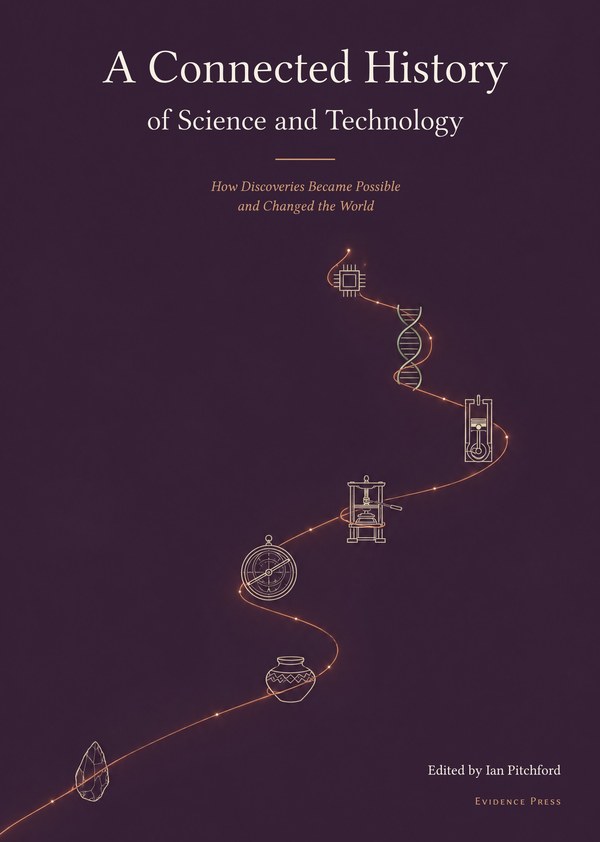 A Connected History
of Science and Technology
How Discoveries Became Possible
and Changed the World
Edited by Ian Pitchford
Evidence Press